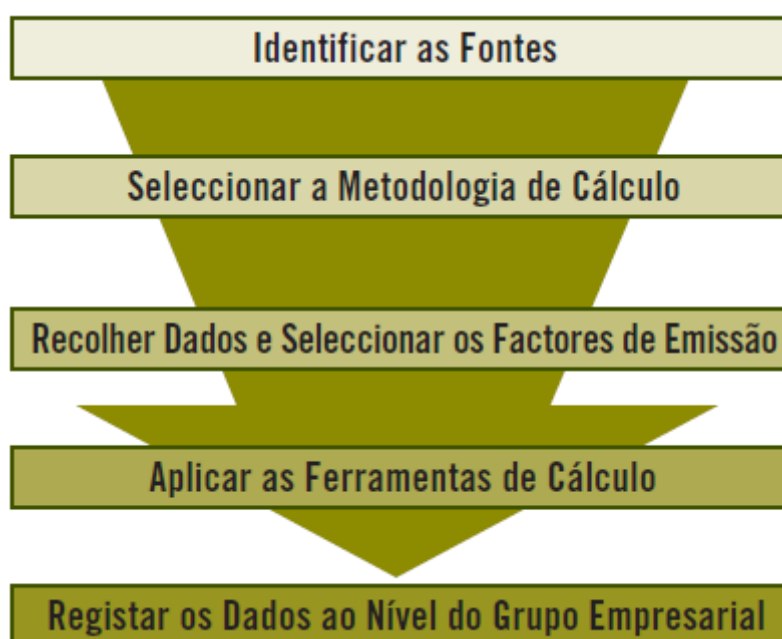 Identificar as Fontes
Seleccionar a Metodologia de Cálculo
Recolher Dados e Seleccionar os Factores de Emissão
Aplicar as Ferramentas de Cálculo
Registar os Dados ao Nível do Grupo Empresarial